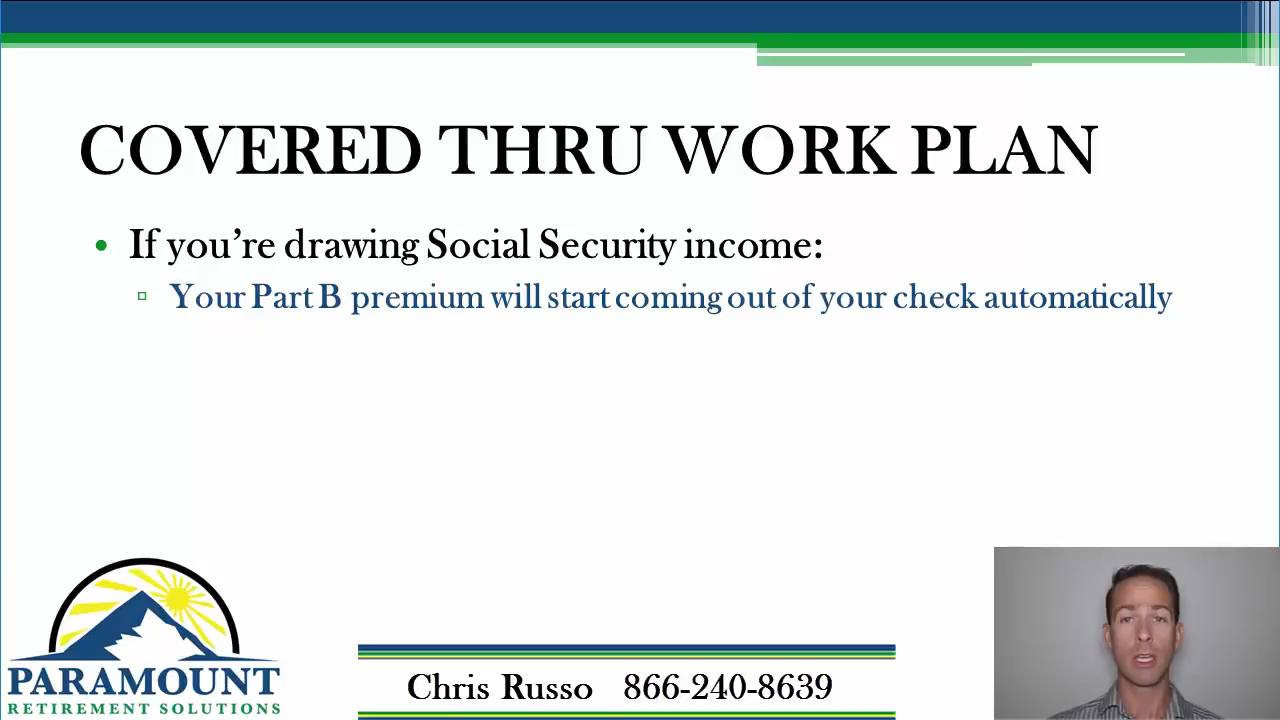 COVERED THRU WORK PLAN
• If you're drawing Social Security income:
▫ Your Part B premium will start coming out of your check automatically
PARAMOUNT
RETIREMENT SOLUTIONS
Chris Russo 866-240-8639